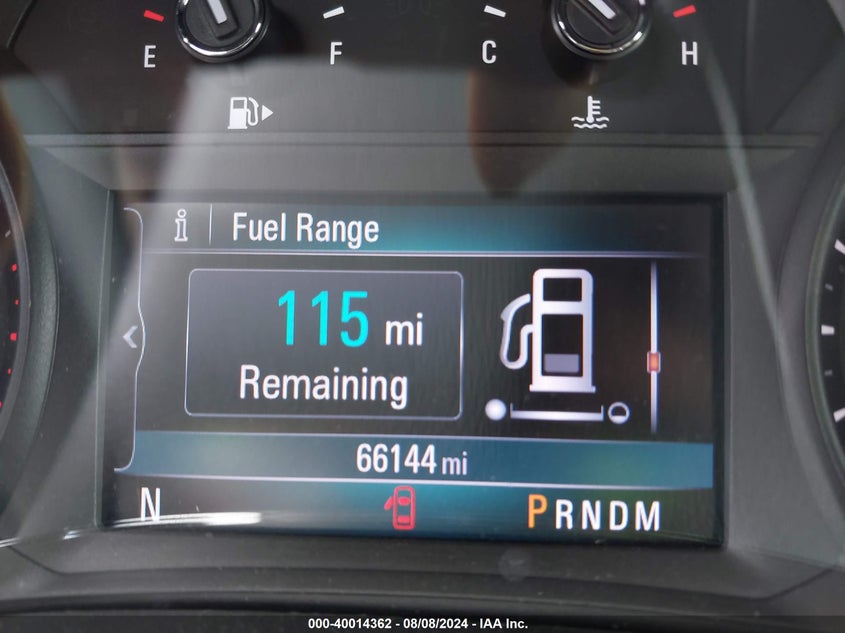 E F C H
Fuel Range
115 mi
Remaining
66144 mi
N PRNDM
000-40014362 - 08/08/2024 - IAA Inc.